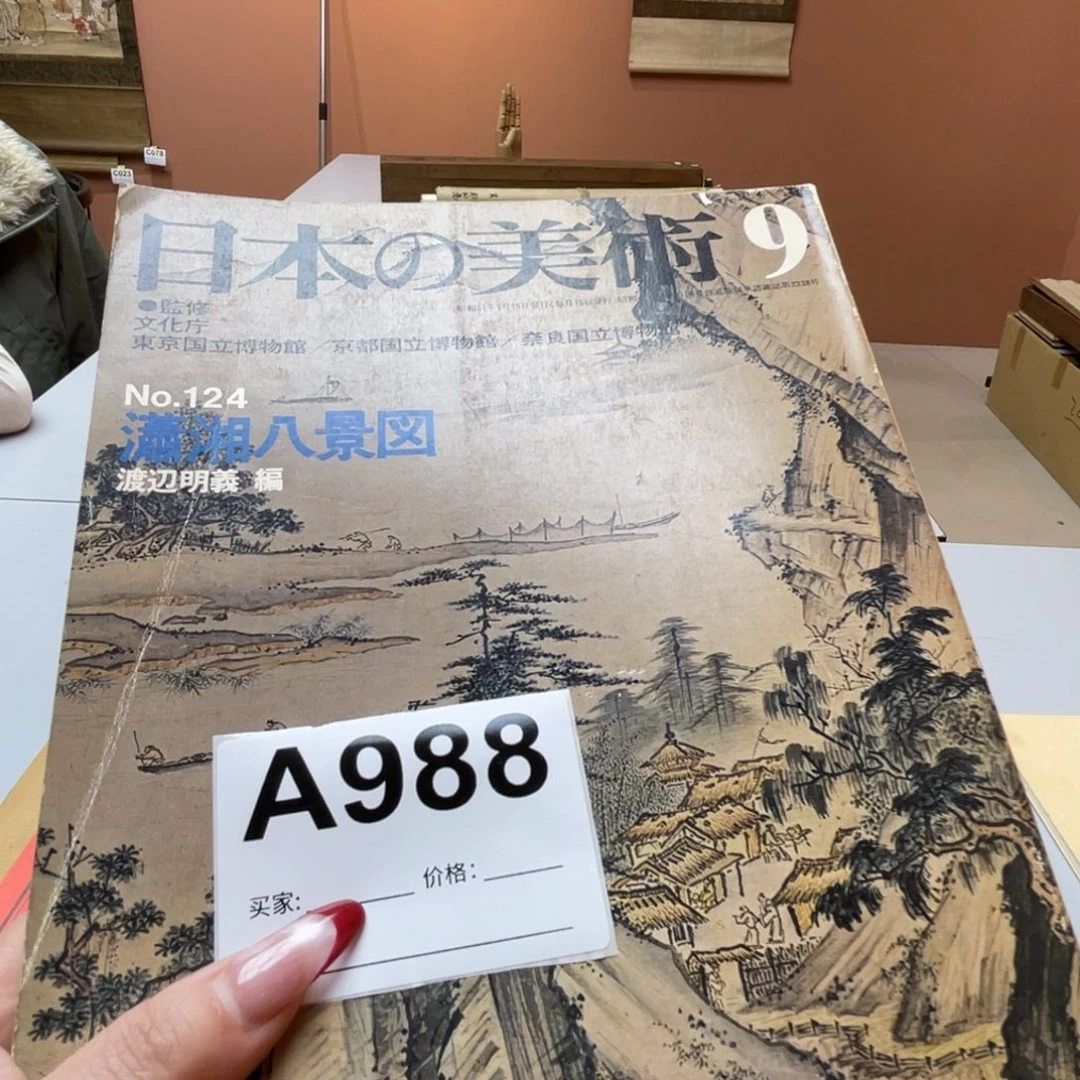 C078
C023
日本の美術 9
●監修
文化庁
東京国立博物館／京都国立博物館／奈良国立博物館
No.124
瀟湘八景図
渡辺明義 編
A988
价格:
买家: